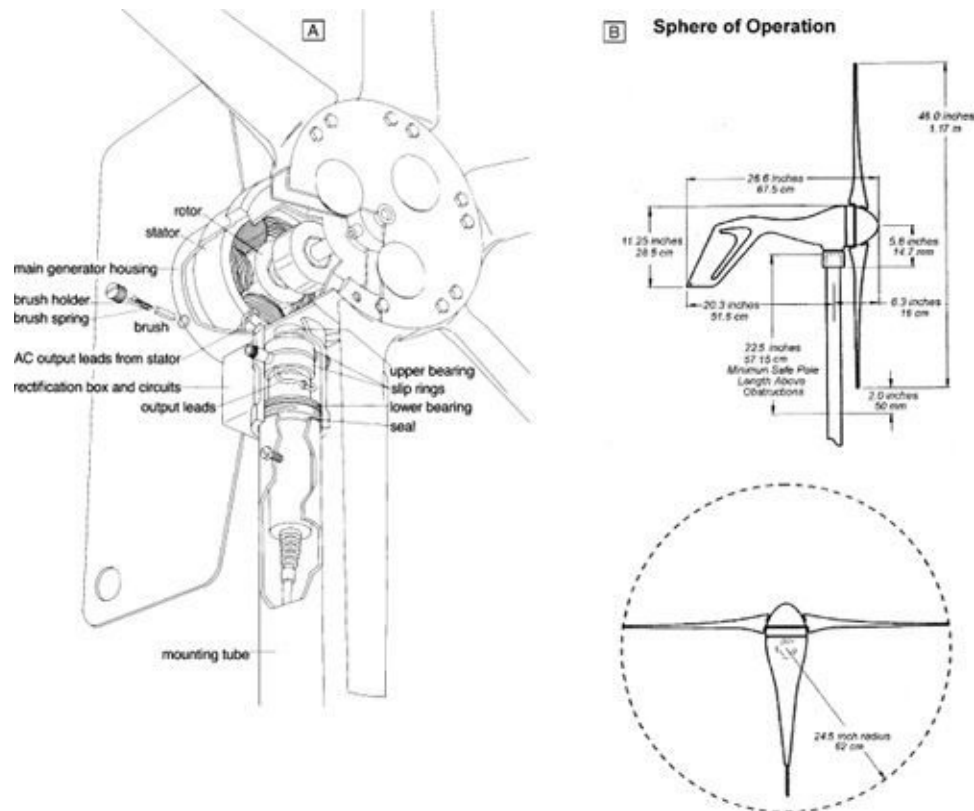 A
rotor
stator
main generator housing
brush holder
brush spring
brush
AC output leads from stator
rectification box and circuits
output leads
upper bearing
slip rings
lower bearing
seal
mounting tube
B Sphere of Operation
46.0 inches
1.17 m
26.6 inches
67.5 cm
11.25 inches
28.5 cm
5.8 inches
14.7 mm
20.3 inches
51.6 cm
6.3 inches
16 cm
22.5 inches
57.15 cm
Minimun Safe Pole
Length Above
Obstructions
2.0 inches
50 mm
24.5 inch radius
62 cm